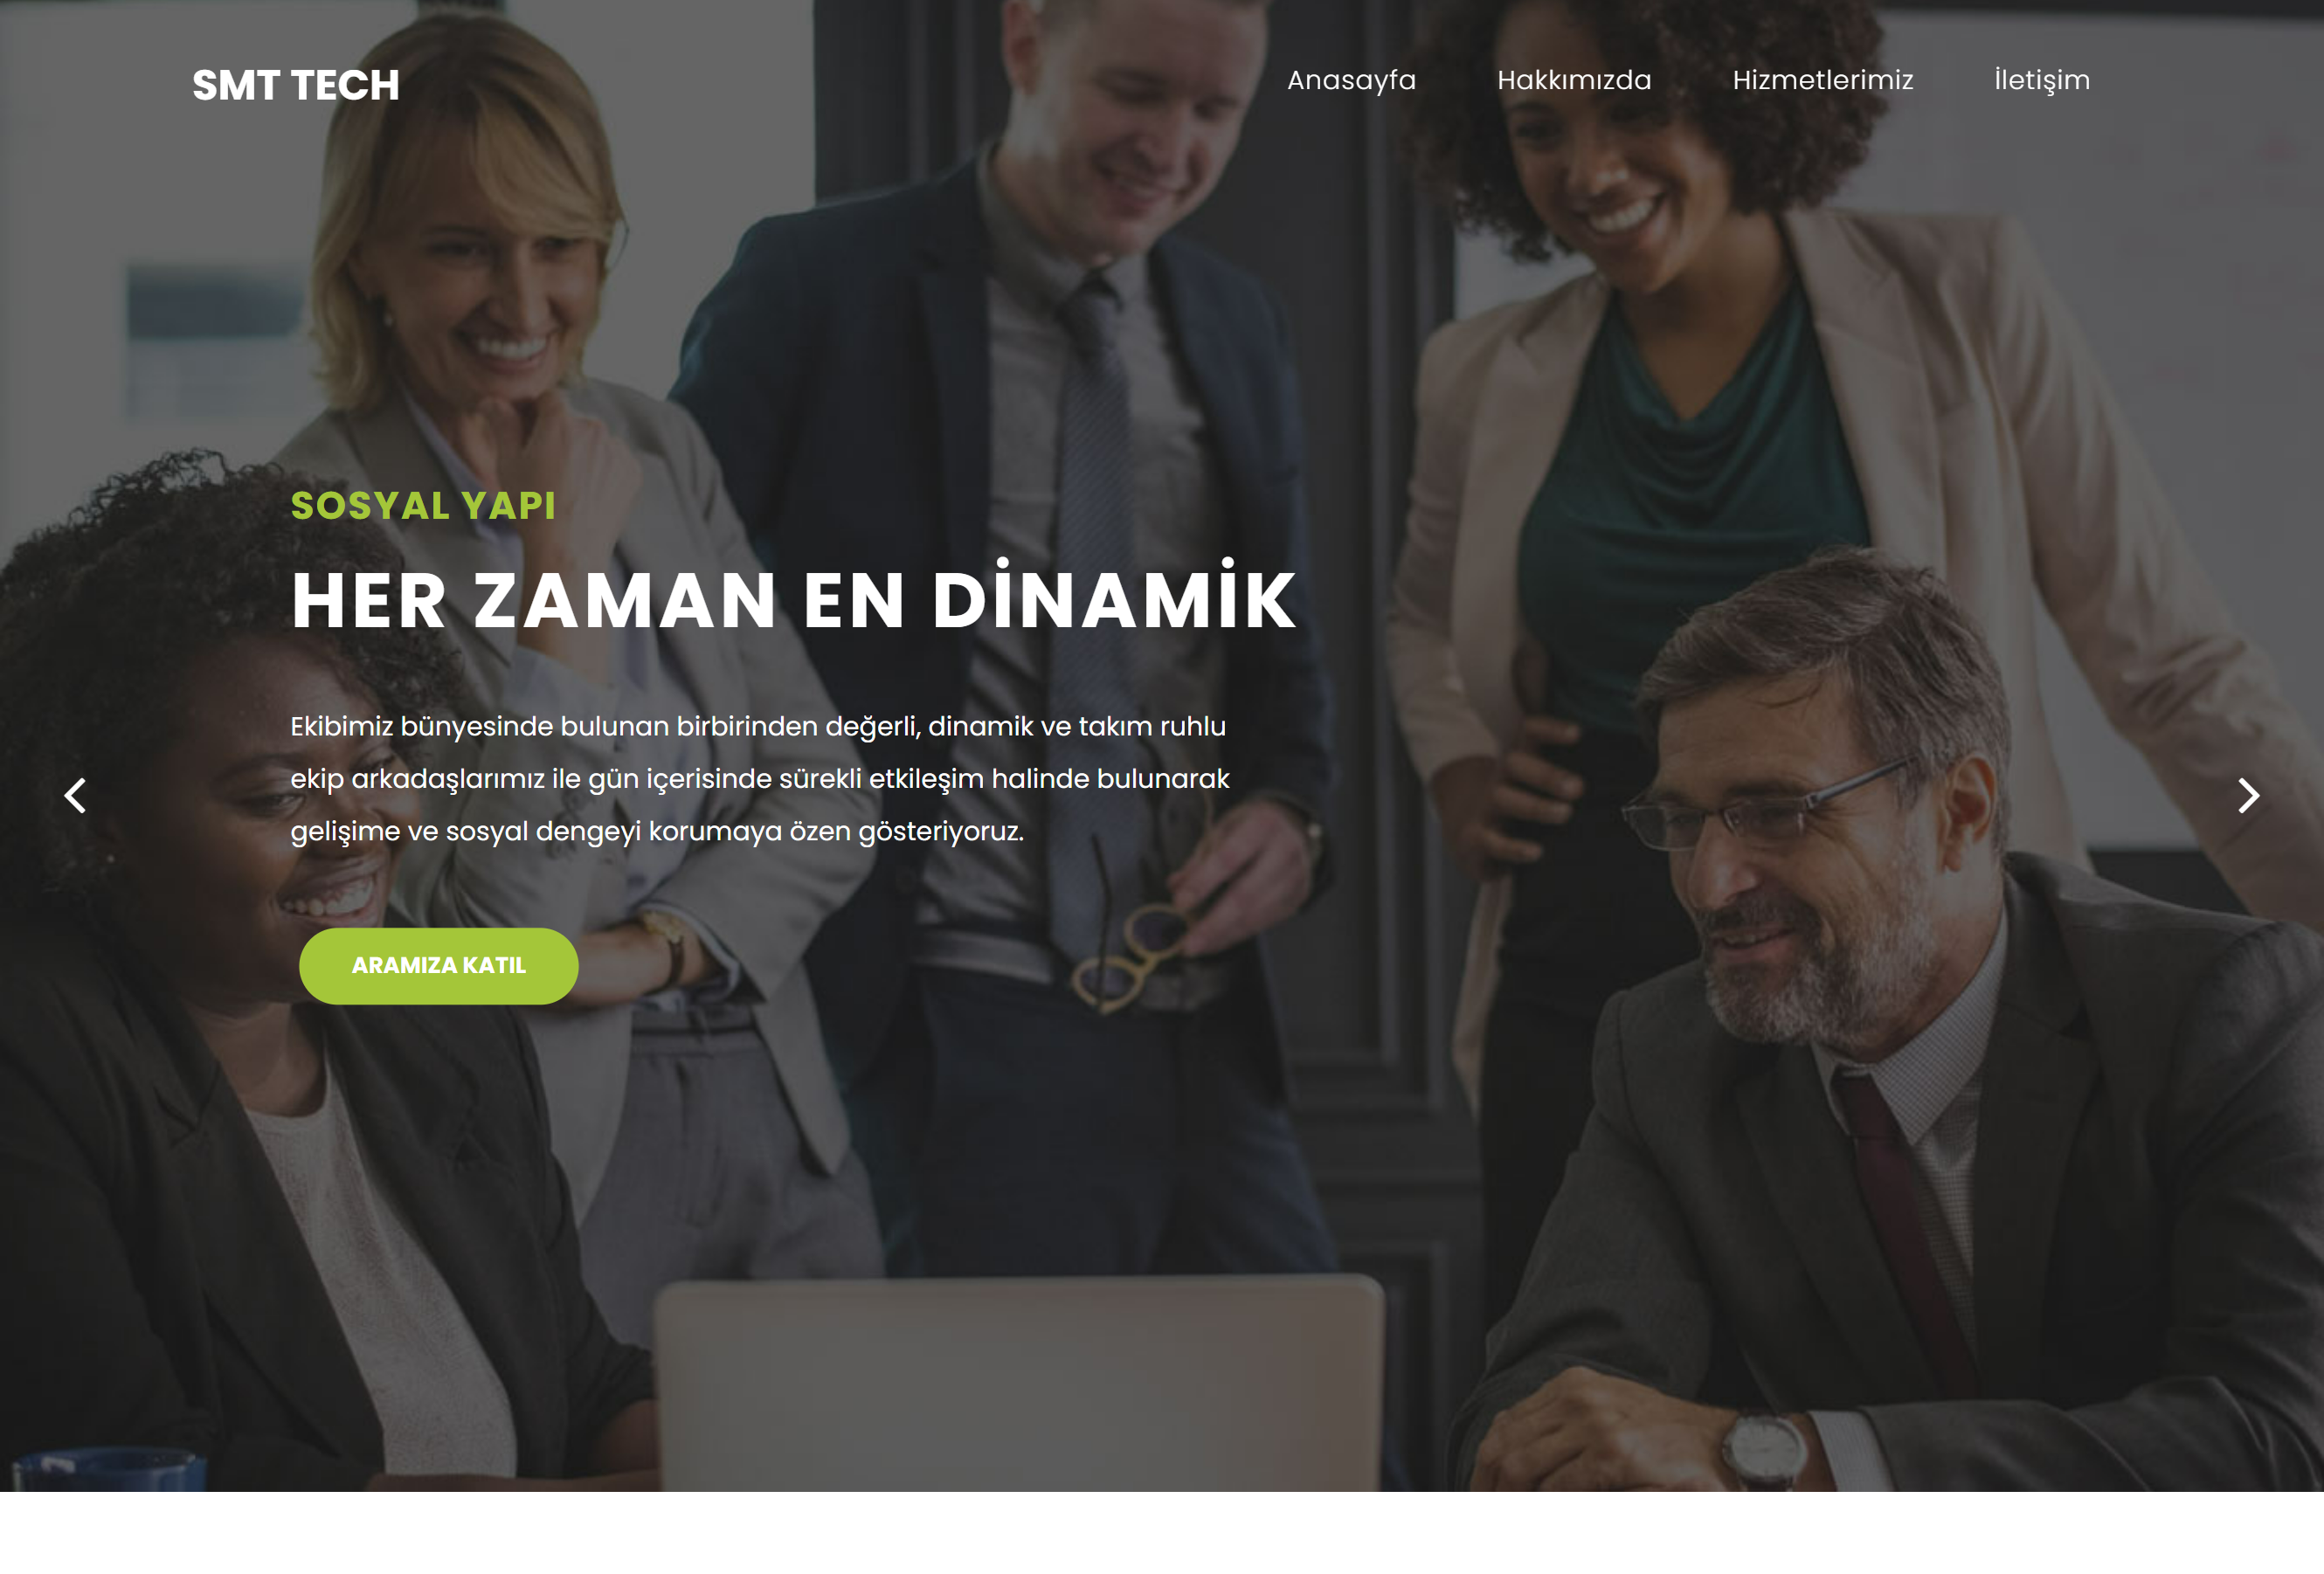 SMT TECH
Anasayfa
Hakkımızda
Hizmetlerimiz
İletişim
SOSYAL YAPI
HER ZAMAN EN DİNAMİK
Ekibimiz bünyesinde bulunan birbirinden değerli, dinamik ve takım ruhlu
ekip arkadaşlarımız ile gün içerisinde sürekli etkileşim halinde bulunarak
gelişime ve sosyal dengeyi korumaya özen gösteriyoruz.
ARAMIZA KATIL